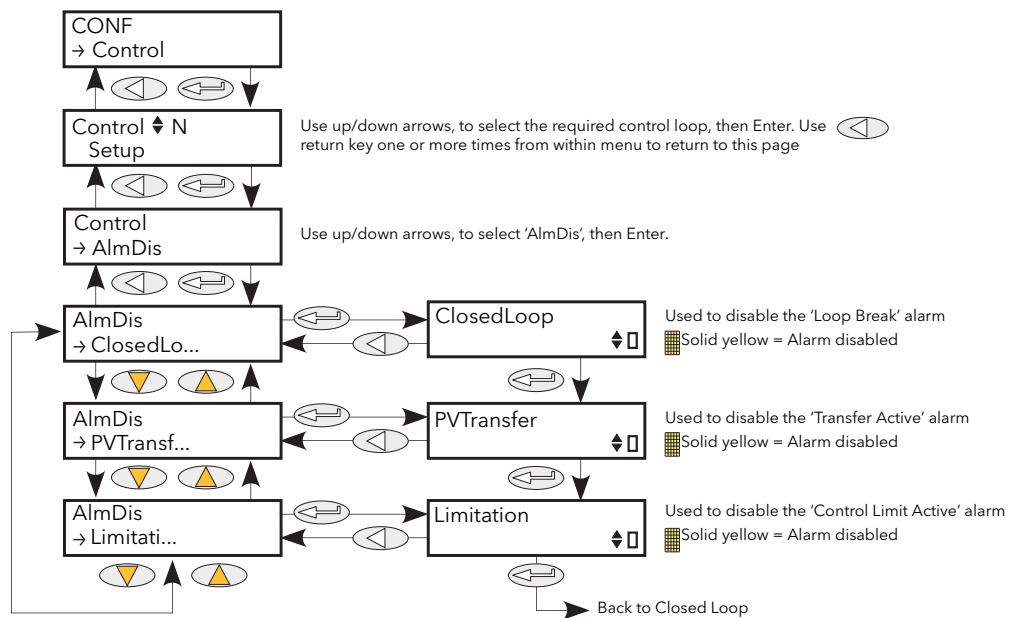 CONF
→ Control
Control ♦ N
Setup
Use up/down arrows, to select the required control loop, then Enter. Use
return key one or more times from within menu to return to this page
Control
→ AlmDis
Use up/down arrows, to select 'AlmDis', then Enter.
AlmDis
→ ClosedLo...
ClosedLoop
Used to disable the 'Loop Break' alarm
Solid yellow = Alarm disabled
AlmDis
→ PVTransf...
PVTransfer
Used to disable the 'Transfer Active' alarm
Solid yellow = Alarm disabled
AlmDis
→ Limitati...
Limitation
Used to disable the 'Control Limit Active' alarm
Solid yellow = Alarm disabled
Back to Closed Loop